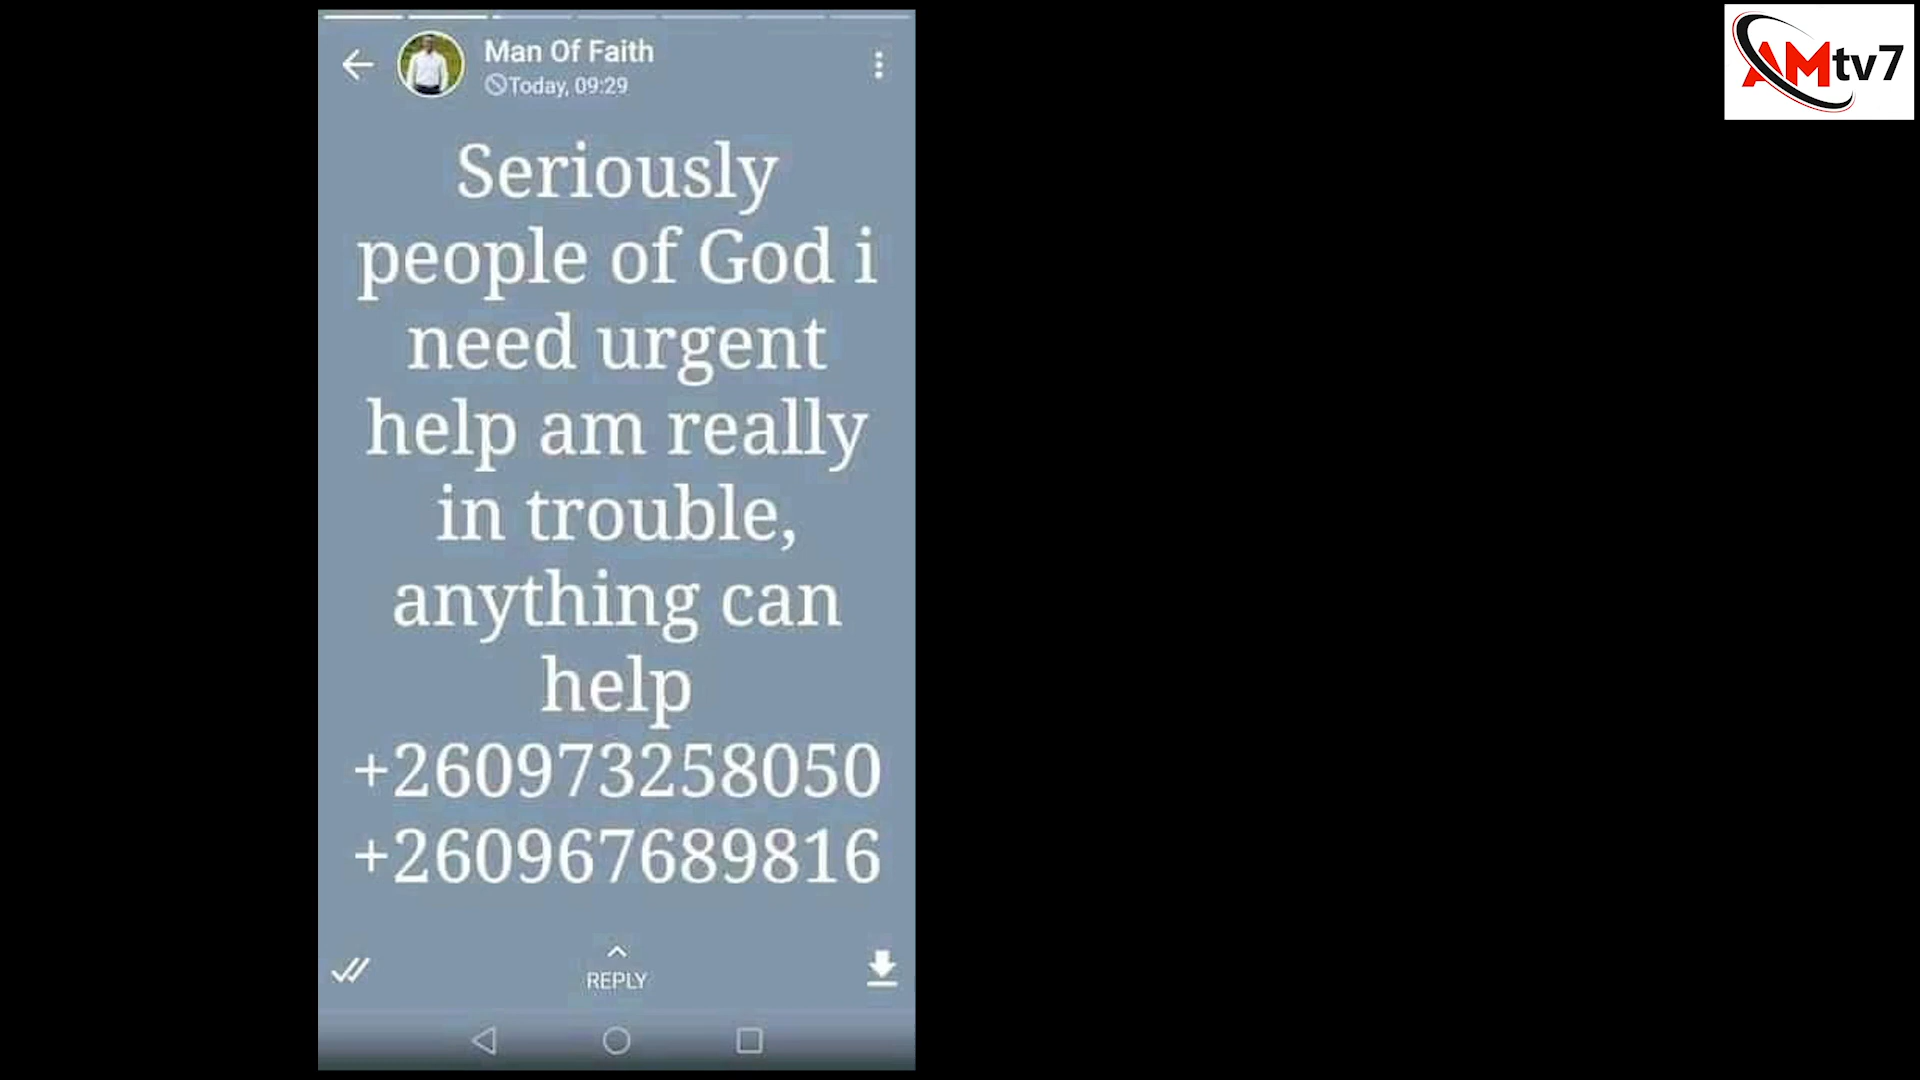 Man Of Faith
Today, 09:29
AMtv7
Seriously
people of God i
need urgent
help am really
in trouble,
anything can
help
+260973258050
+260967689816
REPLY